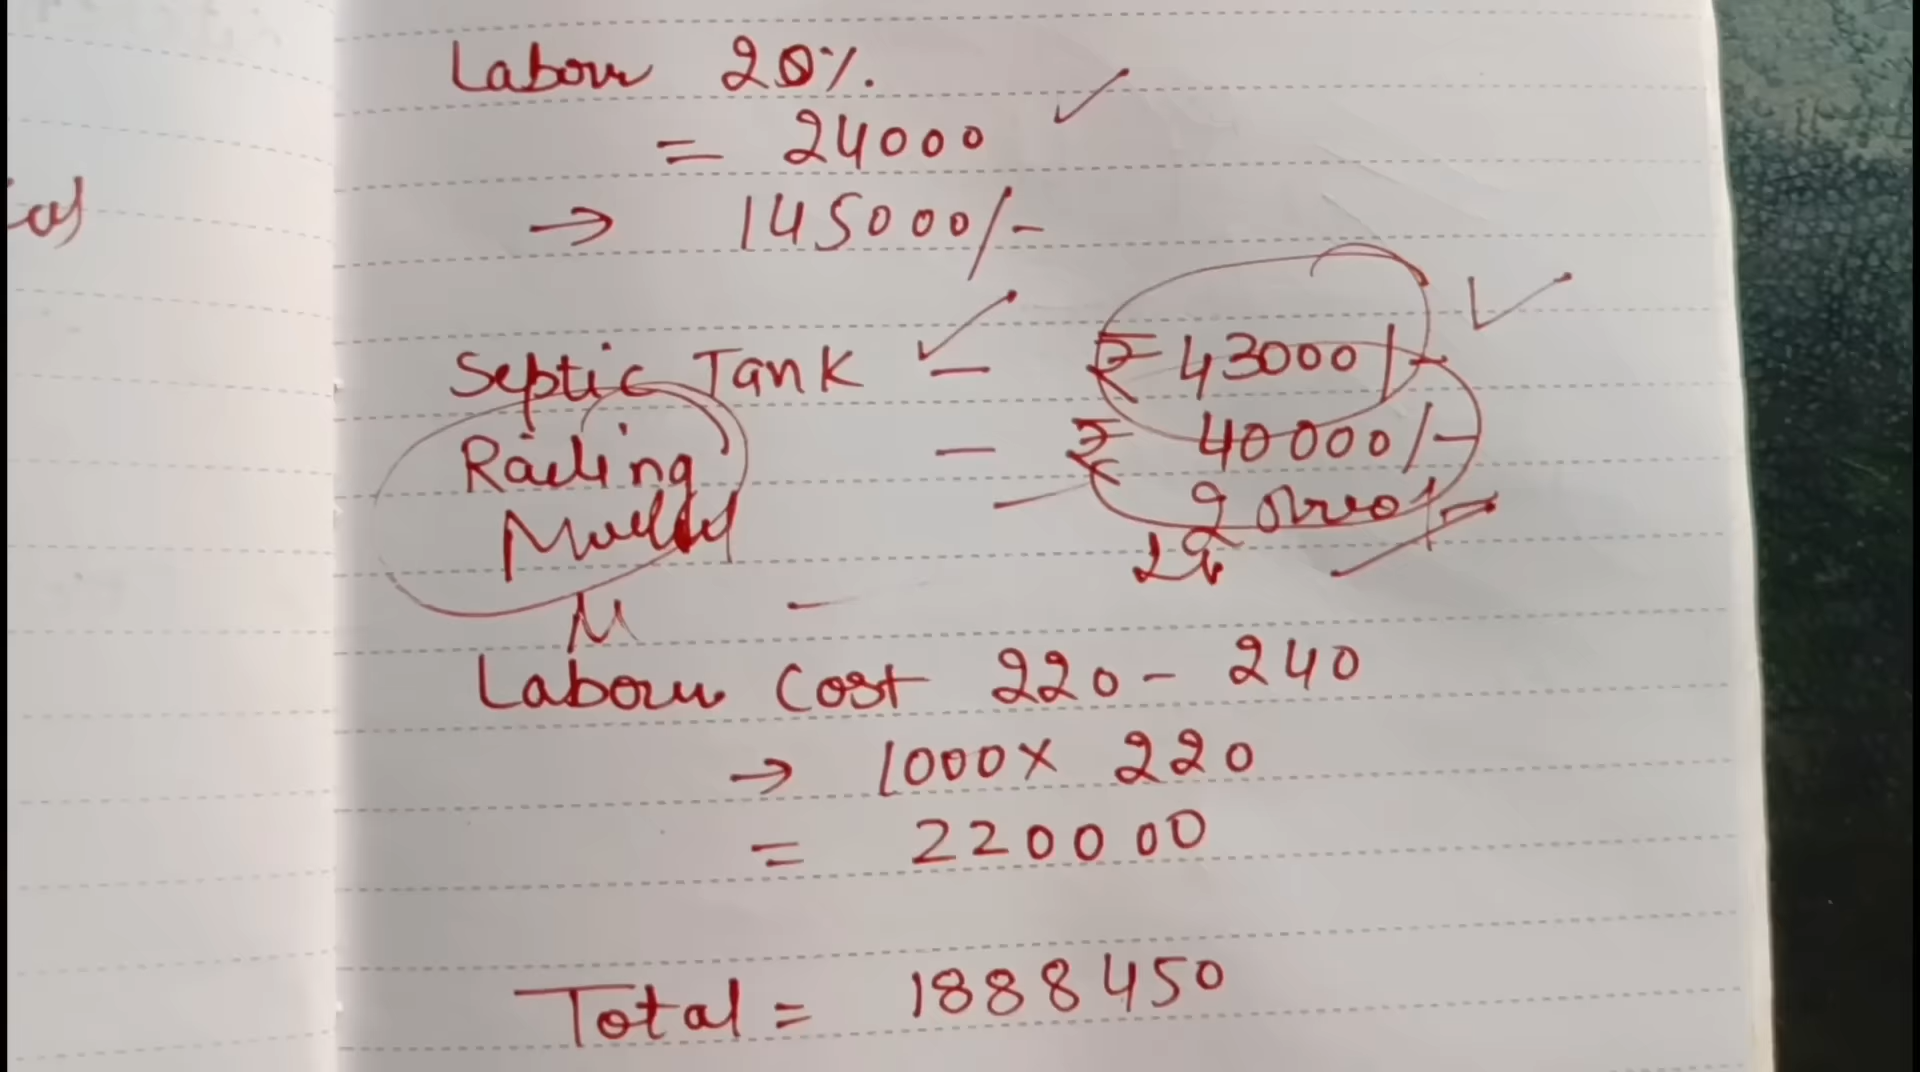 Labour 20%.
= 24000
→ 145000/-
Septic Tank - ₹ 43000/-
Railing - ₹ 40000/-
M -
Labour Cost 220 - 240
→ 1000 x 220
= 220000
Total = 1888450